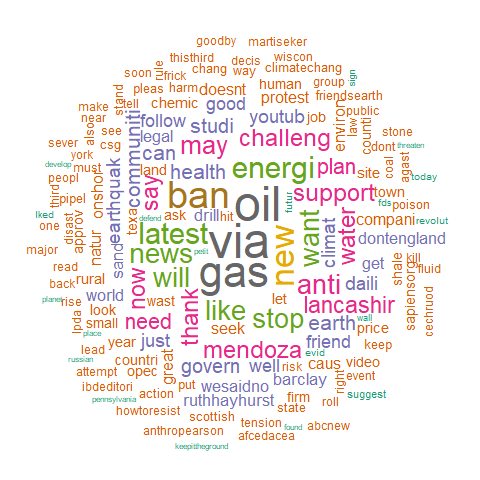 goodby martiseker
thisthird decis wiscon
soon chang way climatechang
rule frick harm human group sign
pleas doesnt friendsearth
make stand tell chemic good protest environ public
near follow studi youtub job law counti stone
also see legal may challeng dont threaten
sever csg can energi plan coal agast today
york must land health site
develop peopl earthquak communiti say ban oil support town poison
third pipel onshor drill hit futur want water compani fds revolut
lked texa ask defend via new climat dontengland
one disast approv latest petit
major natur sand news gas anti get shale kill fluid
read rural will daili sapiensorg
back now like let lancashir cechruod
planet rise world wast stop earth price wall
lpda look thank seek
place small need mendoza friend keep
year just great evid
russian lead countri govern well risk caus video
attempt opec barclay right event
ibdeditori action put wesaidno firm suggest
pennsylvania howtoresist ruthhayhurst state roll
scottish tension abcnew
anthropearson afcedacea found
keepitintheground